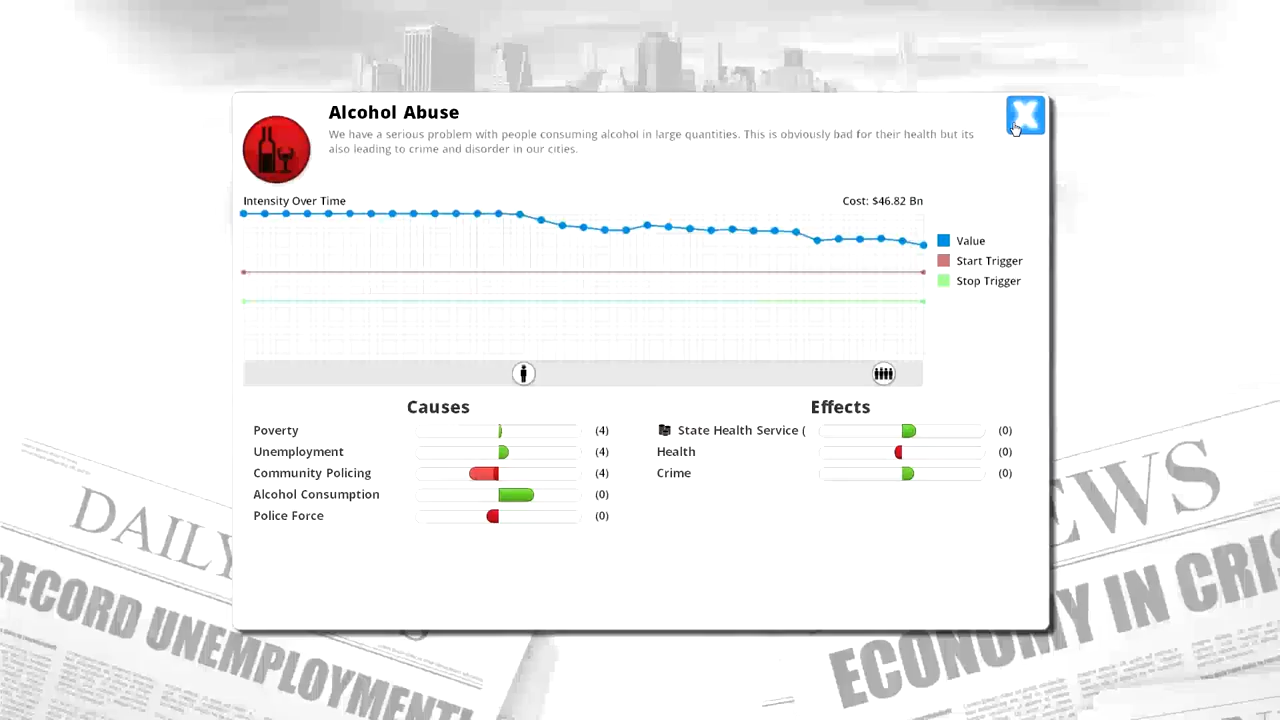 Alcohol Abuse
We have a serious problem with people consuming alcohol in large quantities. This is obviously bad for their health but its
also leading to crime and disorder in our cities.
Intensity Over Time
Cost: $46.82 Bn
Value
Start Trigger
Stop Trigger
Causes
Poverty (4)
Unemployment (4)
Community Policing (4)
Alcohol Consumption (0)
Police Force (0)
Effects
State Health Service ( (0)
Health (0)
Crime (0)
DAILY
EWS
RECORD UNEMPLOYMENT!
ECONOMY IN CRIS